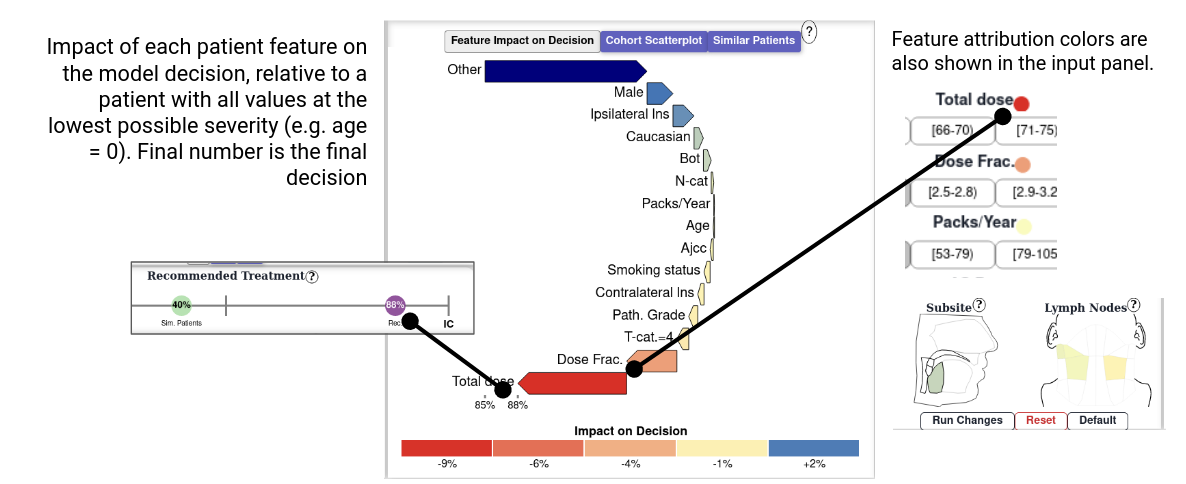 Impact of each patient feature on
the model decision, relative to a
patient with all values at the
lowest possible severity (e.g. age
= 0). Final number is the final
decision
Recommended Treatment?
40%
88%
Sim. Patients
Rec.
IC
Feature Impact on Decision
Cohort Scatterplot
Similar Patients
?
Other
Male
Ipsilateral lns
Caucasian
Bot
N-cat
Packs/Year
Age
Ajcc
Smoking status
Contralateral lns
Path. Grade
T-cat.=4
Dose Frac.
Total dose
85%
88%
Impact on Decision
-9%
-6%
-4%
-1%
+2%
Feature attribution colors are
also shown in the input panel.
Total dose
[66-70)
[71-75)
Dose Frac.
[2.5-2.8)
[2.9-3.2
Packs/Year
[53-79)
[79-105
Subsite?
Lymph Nodes?
Run Changes
Reset
Default